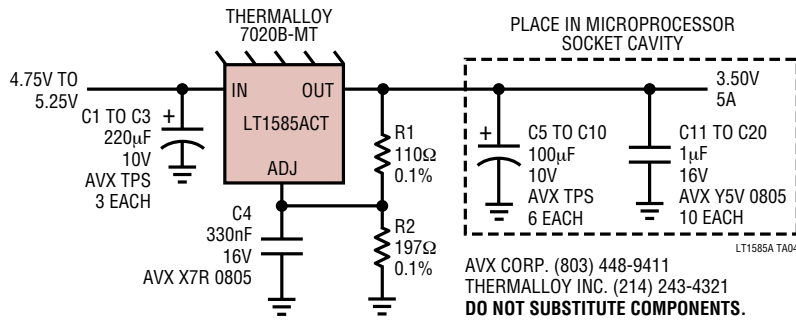 THERMALLOY
7020B-MT
PLACE IN MICROPROCESSOR
SOCKET CAVITY
4.75V TO
5.25V
IN
OUT
LT1585ACT
ADJ
3.50V
5A
C1 TO C3
220µF
10V
AVX TPS
3 EACH
+
R1
110Ω
0.1%
+
C5 TO C10
100µF
10V
AVX TPS
6 EACH
C11 TO C20
1µF
16V
AVX Y5V 0805
10 EACH
C4
330nF
16V
AVX X7R 0805
R2
197Ω
0.1%
LT1585A TA04
AVX CORP. (803) 448-9411
THERMALLOY INC. (214) 243-4321
DO NOT SUBSTITUTE COMPONENTS.